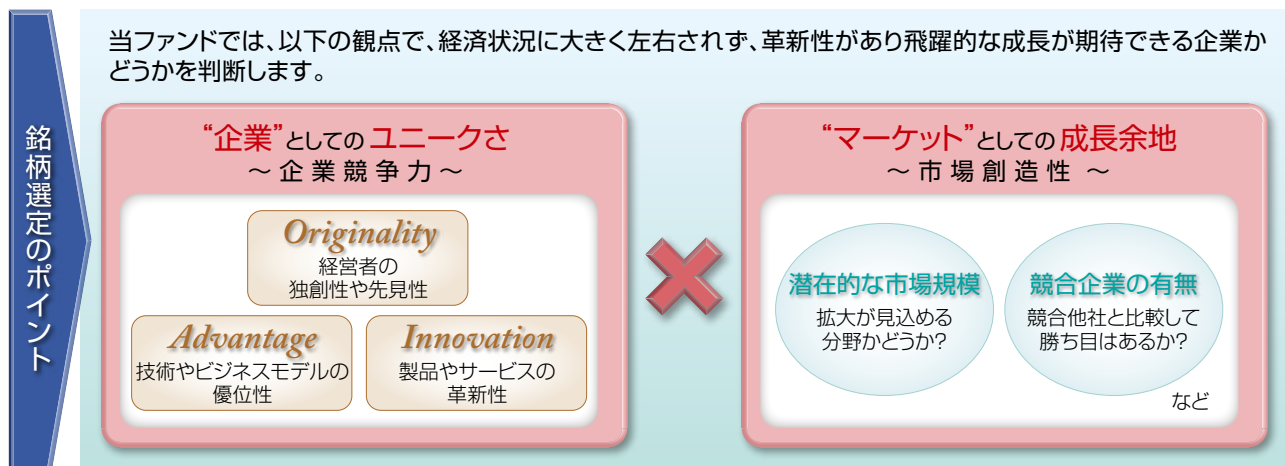 銘柄選定のポイント
当ファンドでは、以下の観点で、経済状況に大きく左右されず、革新性があり飛躍的な成長が期待できる企業か
どうかを判断します。
“企業”としてのユニークさ
～企業競争力～
Originality
経営者の
独創性や先見性
Advantage
技術やビジネスモデルの
優位性
Innovation
製品やサービスの
革新性
“マーケット”としての成長余地
～市場創造性～
潜在的な市場規模
拡大が見込める
分野かどうか?
競合企業の有無
競合他社と比較して
勝ち目はあるか?
など